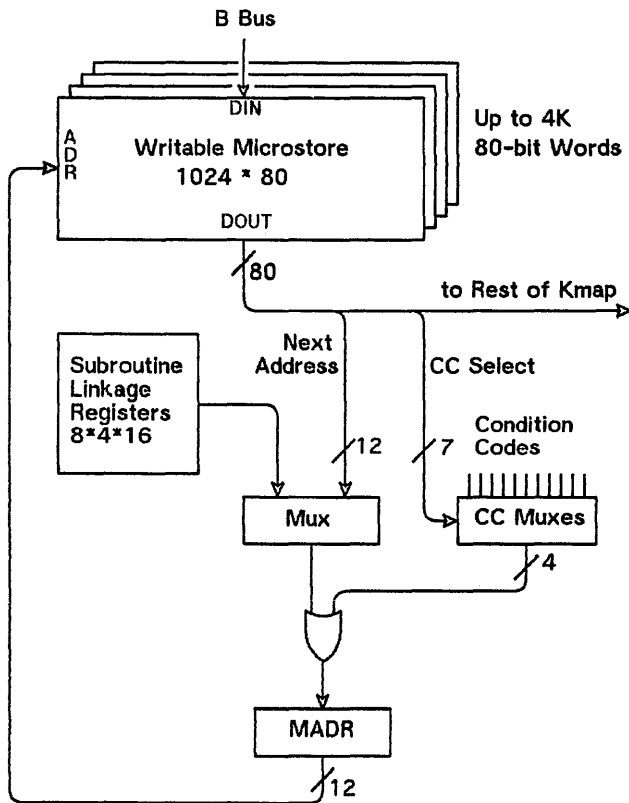 B Bus
DIN
ADR
Writable Microstore
1024 * 80
DOUT
Up to 4K
80-bit Words
80
to Rest of Kmap
Next
Address
CC Select
Subroutine
Linkage
Registers
8*4*16
12
7
Condition
Codes
Mux
CC Muxes
4
MADR
12